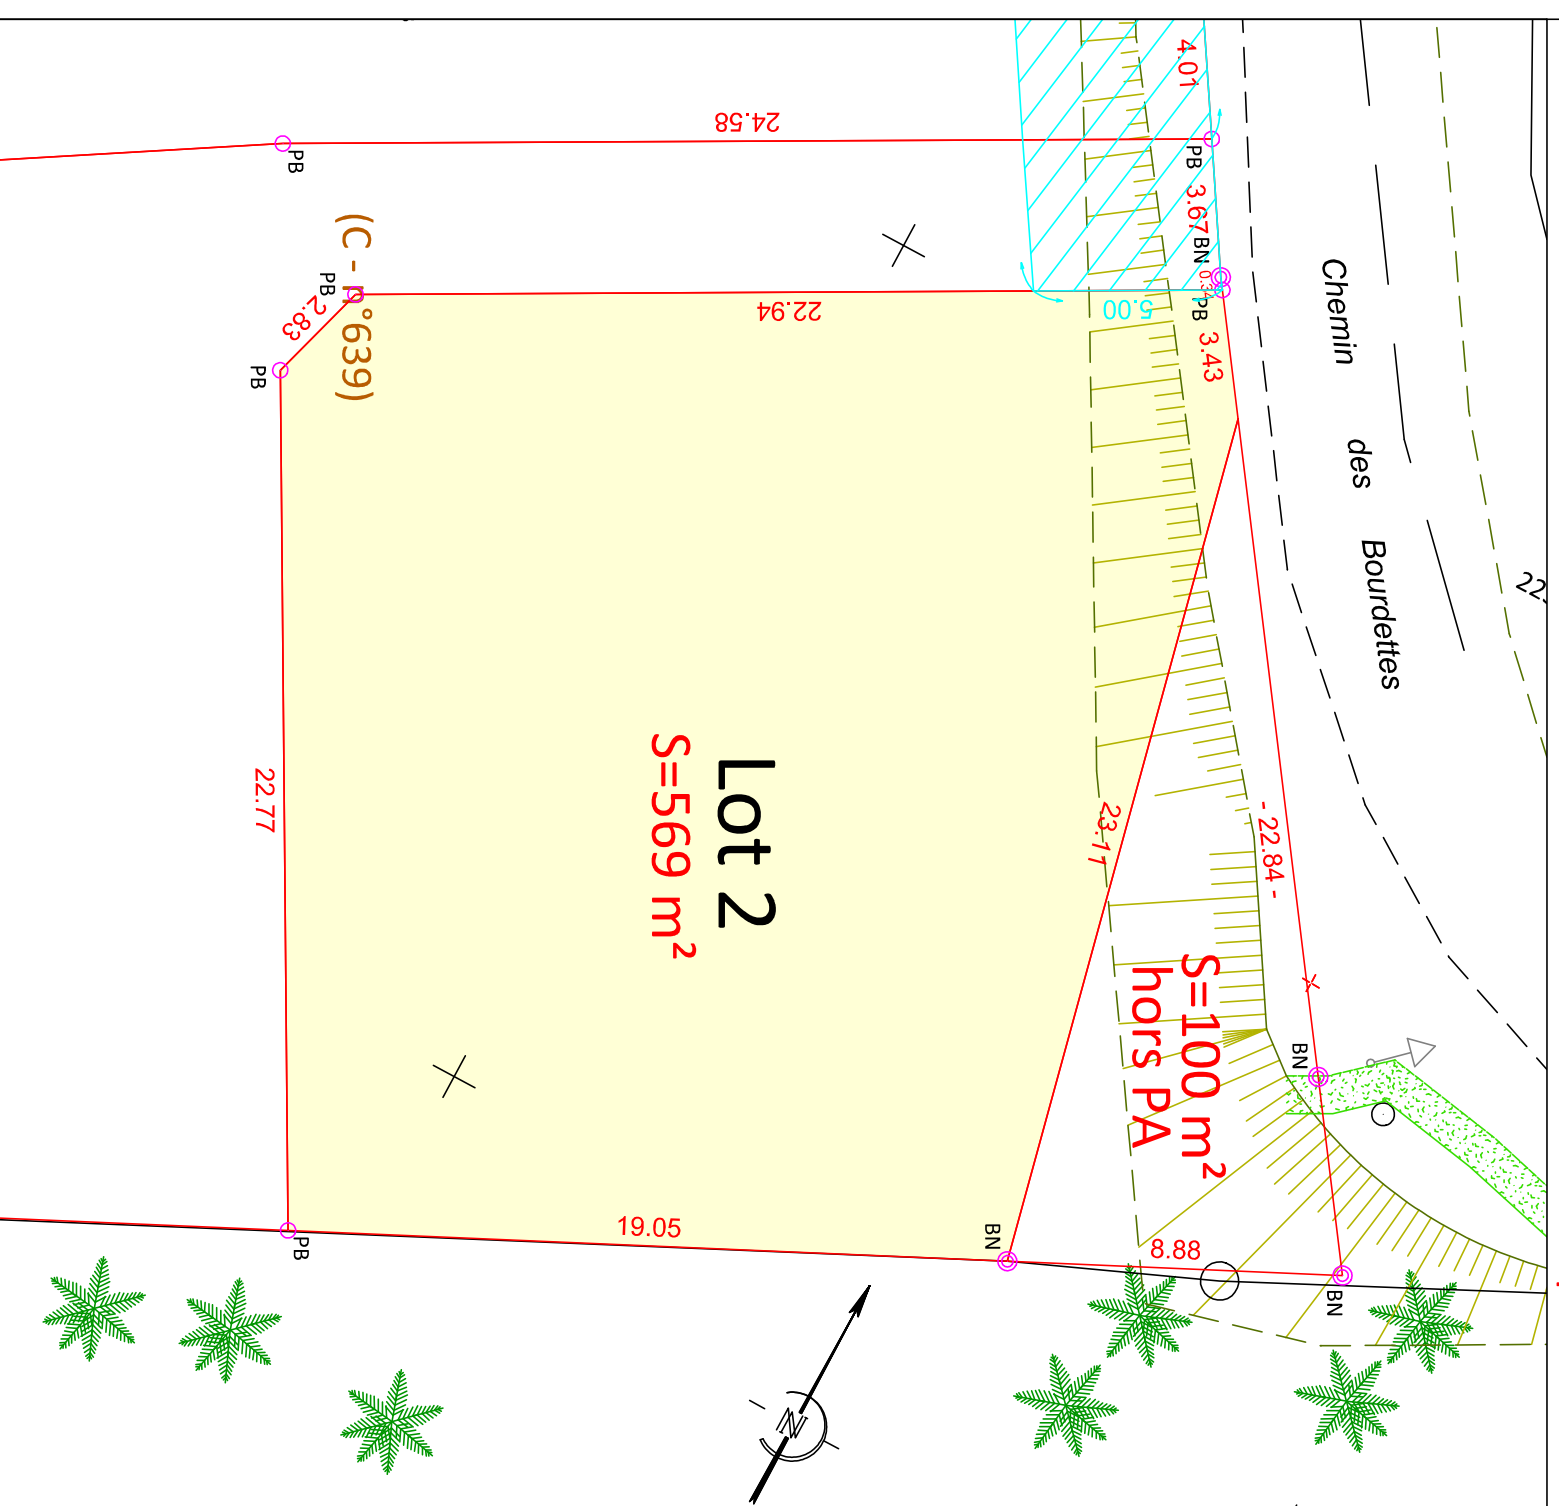 24.58
4.01
PB
PB
3.67
BN
(C - n°639)
PB
2.83
22.94
5.00
PB
3.43
PB
Chemin des Bourdettes
22.77
Lot 2
S=569 m²
23.17
- 22.84 -
S=100 m²
hors PA
BN
19.05
PB
BN
8.88
BN
N